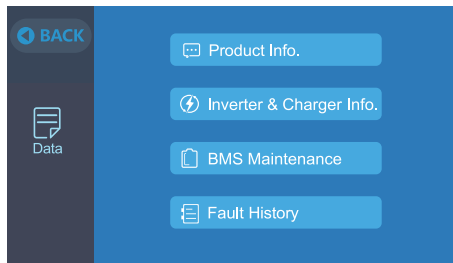 BACK
Data
Product Info.
Inverter & Charger Info.
BMS Maintenance
Fault History